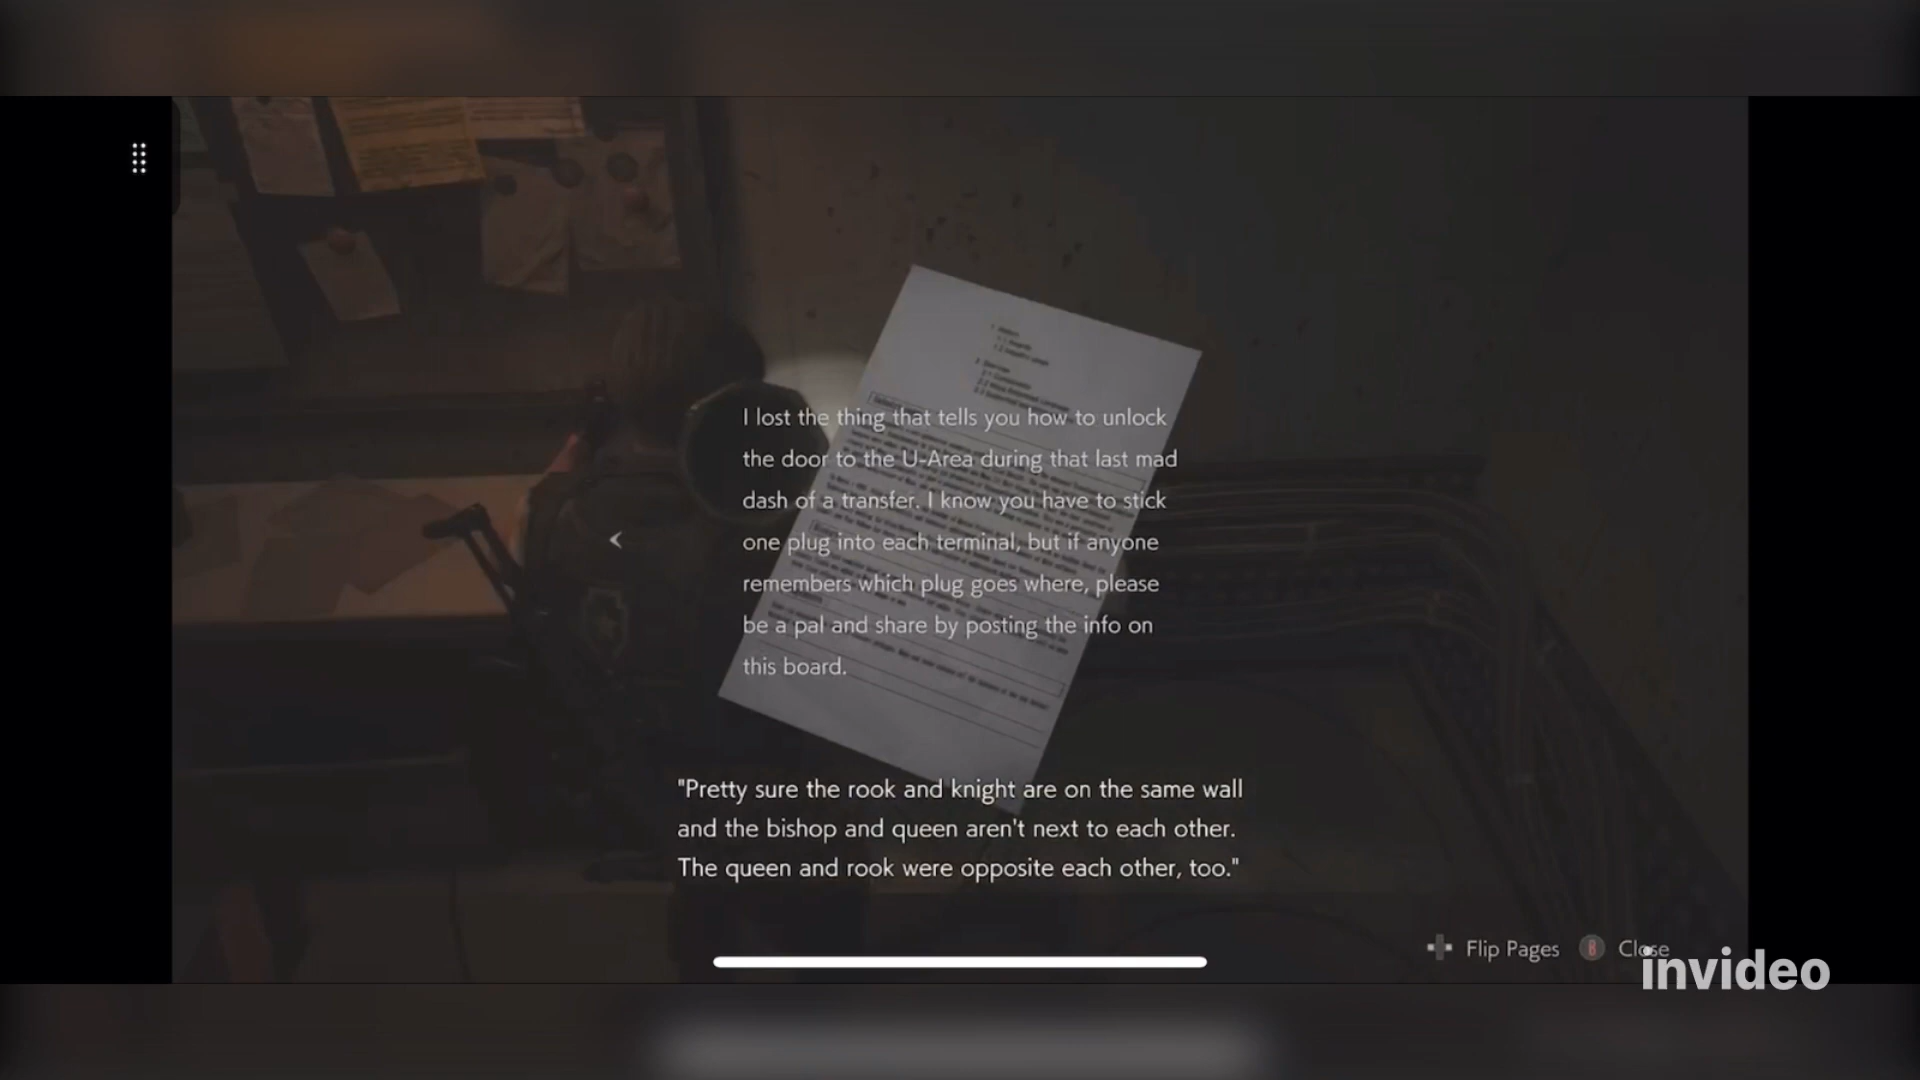 I lost the thing that tells you how to unlock
the door to the U-Area during that last mad
dash of a transfer. I know you have to stick
one plug into each terminal, but if anyone
remembers which plug goes where, please
be a pal and share by posting the info on
this board.
"Pretty sure the rook and knight are on the same wall
and the bishop and queen aren't next to each other.
The queen and rook were opposite each other, too."
Flip Pages B Close
invideo